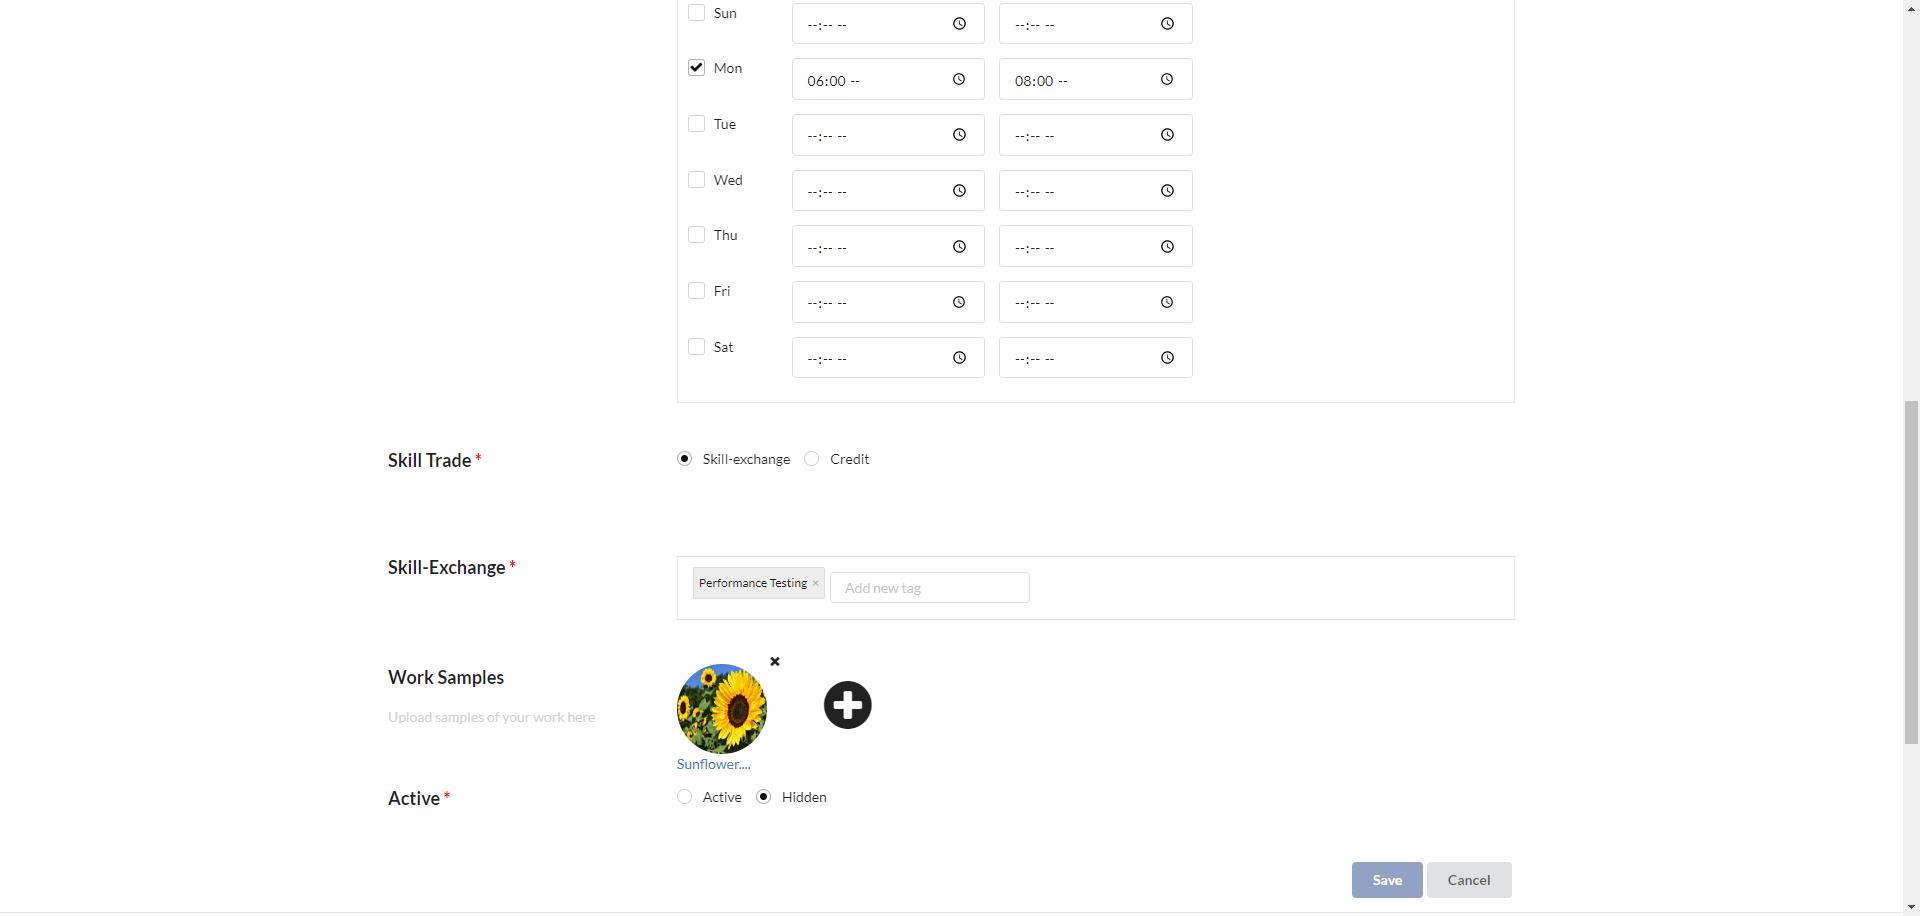 Sun --:-- -- --:-- --
Mon 06:00 -- 08:00 --
Tue --:-- -- --:-- --
Wed --:-- -- --:-- --
Thu --:-- -- --:-- --
Fri --:-- -- --:-- --
Sat --:-- -- --:-- --
Skill Trade * Skill-exchange Credit
Skill-Exchange *
Performance Testing × Add new tag
Work Samples
Upload samples of your work here
Sunflower....
Active * Active Hidden
Save Cancel